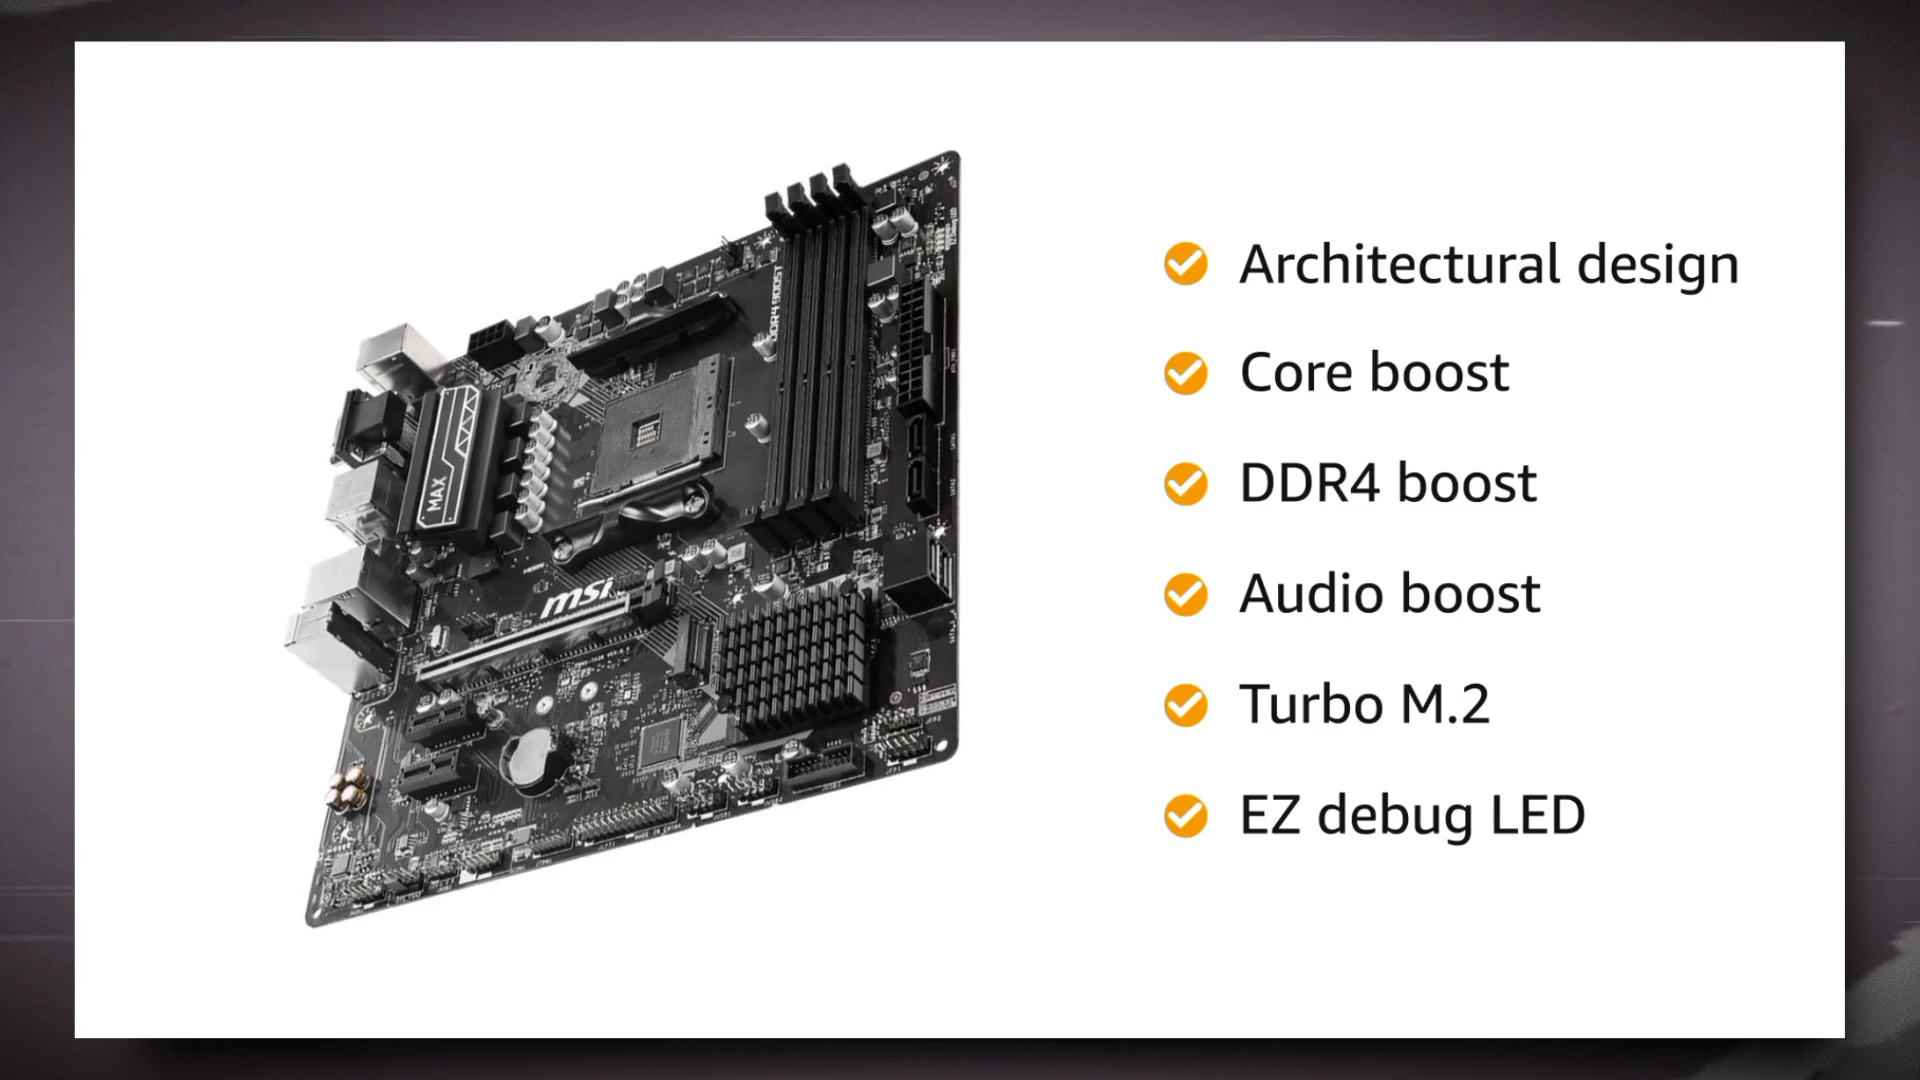 DDR4 BOOST
MAX
msi
Architectural design
Core boost
DDR4 boost
Audio boost
Turbo M.2
EZ debug LED